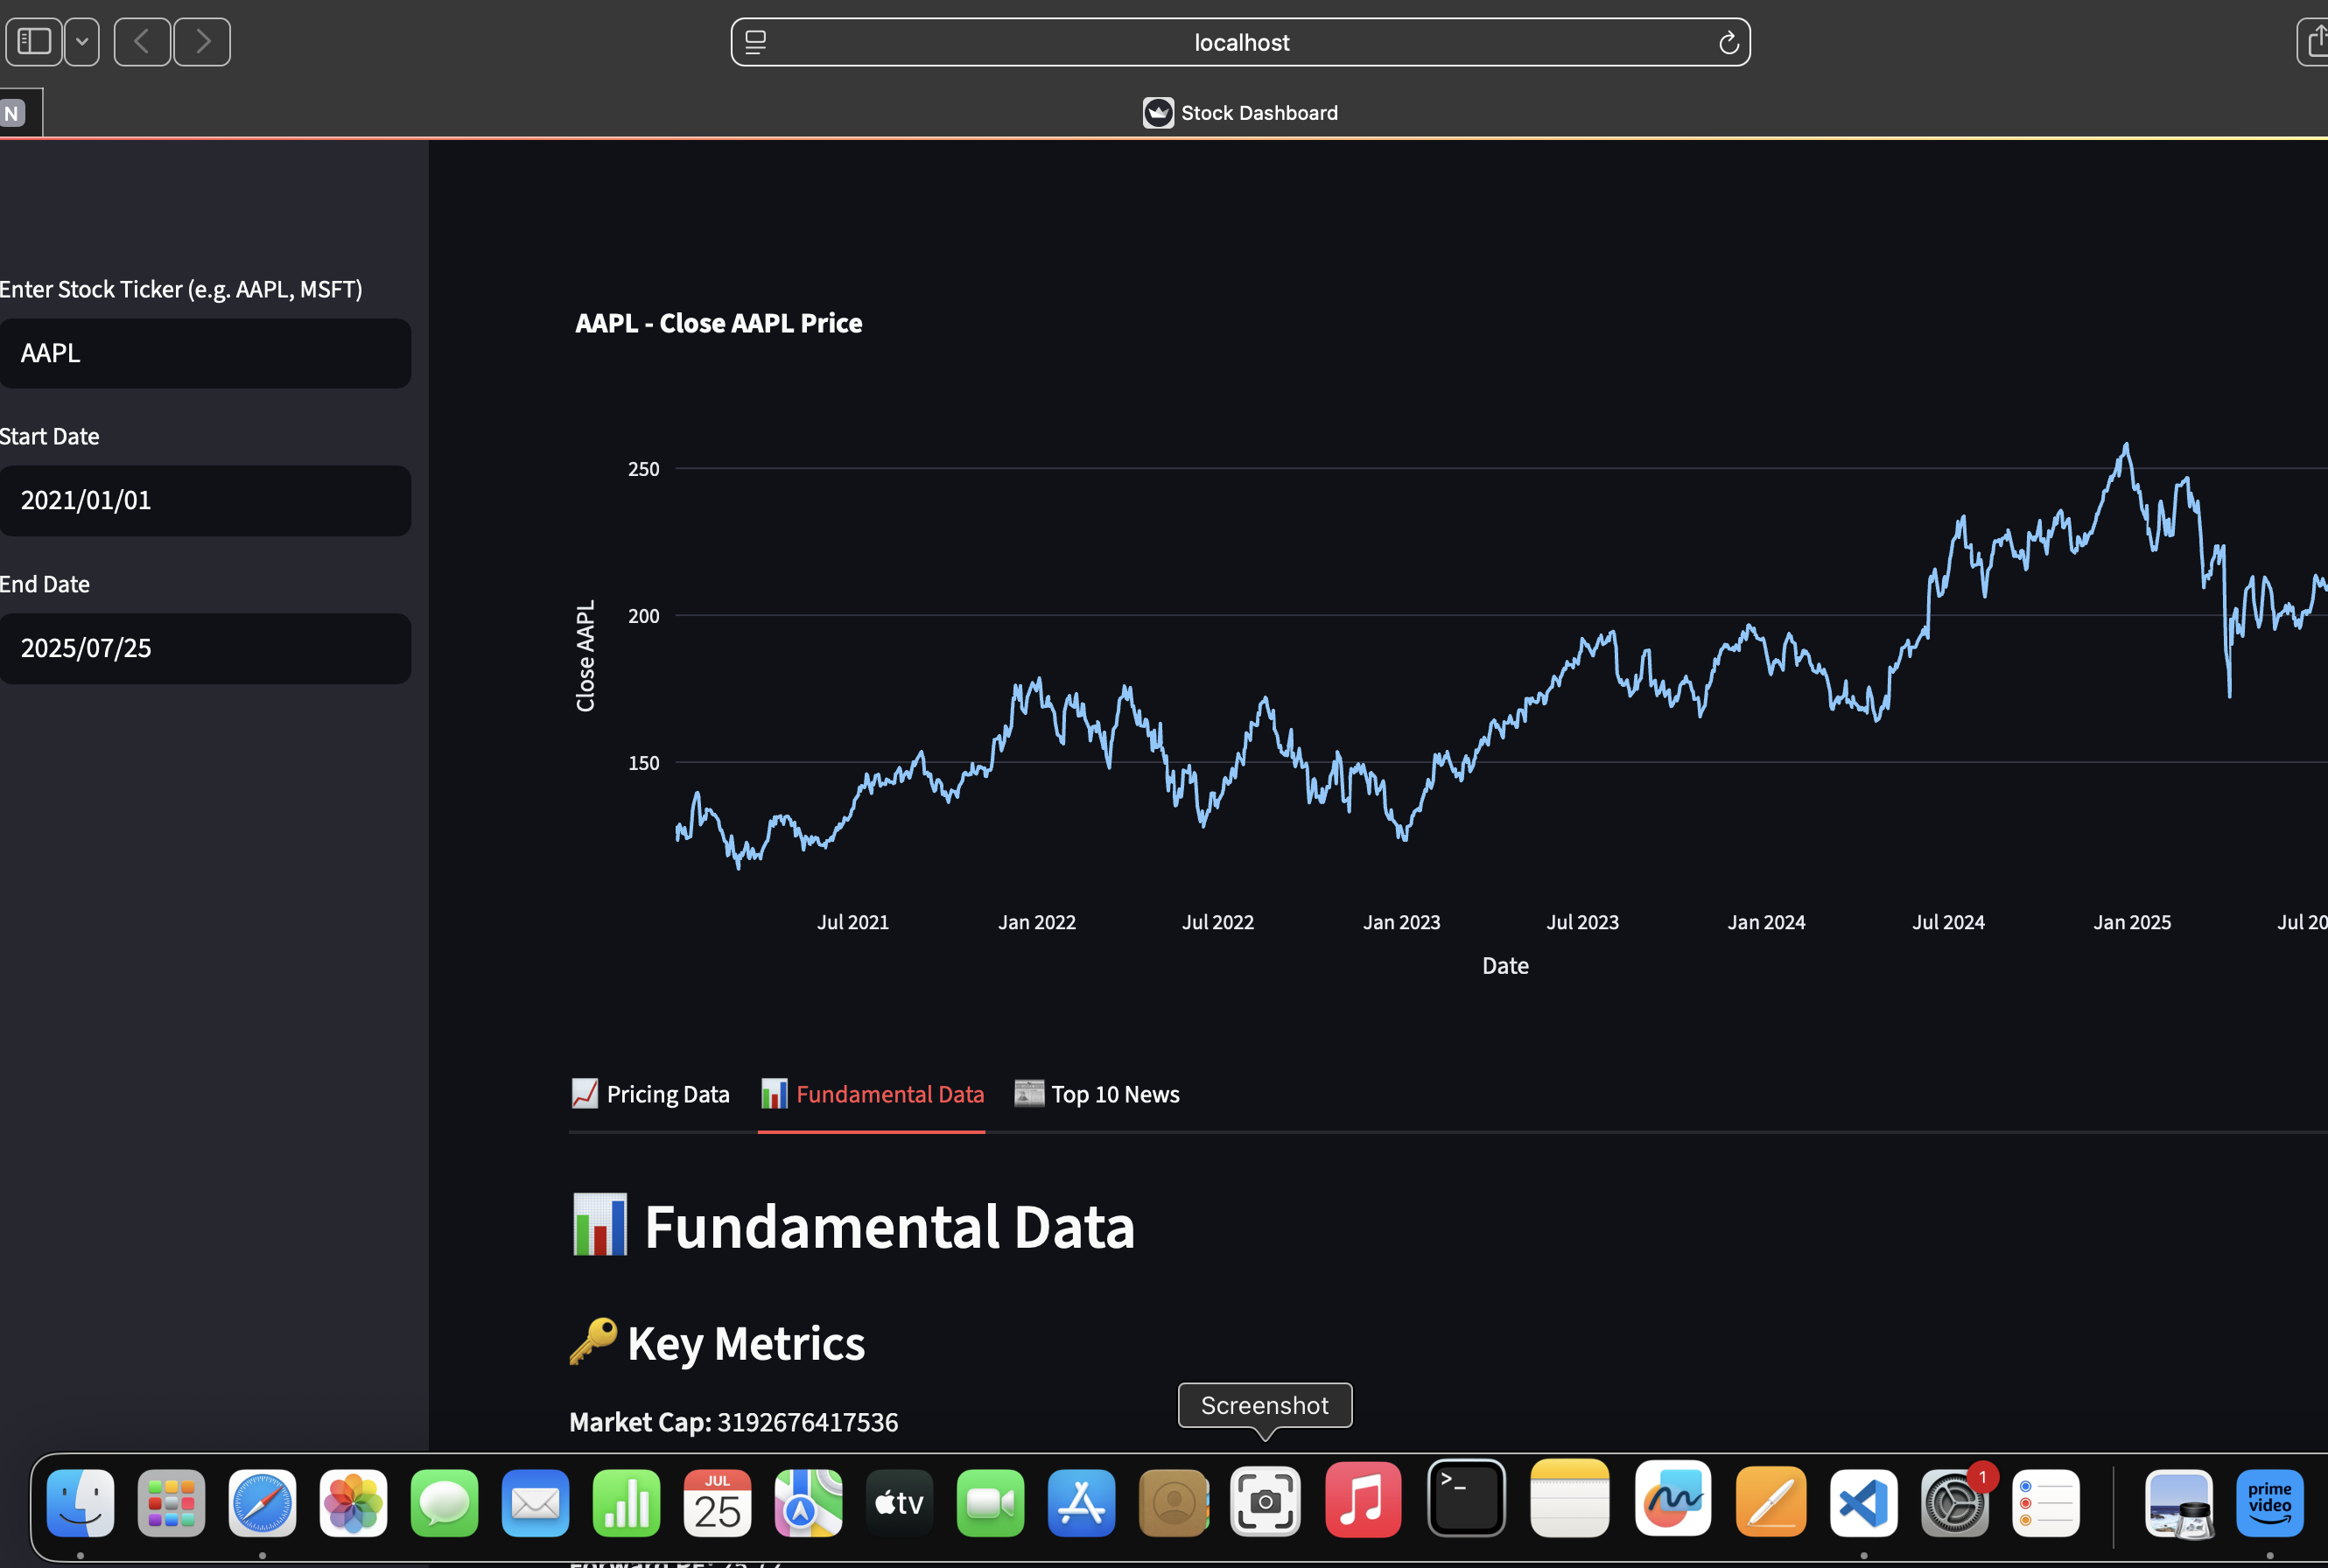 localhost
N
Stock Dashboard
Enter Stock Ticker (e.g. AAPL, MSFT)
AAPL
Start Date
2021/01/01
End Date
2025/07/25
AAPL - Close AAPL Price
Close AAPL
250
200
150
Jul 2021
Jan 2022
Jul 2022
Jan 2023
Jul 2023
Jan 2024
Jul 2024
Jan 2025
Jul 20
Date
Pricing Data
Fundamental Data
Top 10 News
Fundamental Data
Key Metrics
Market Cap: 3192676417536
Screenshot
JUL
25
tv
>_
1
prime
video